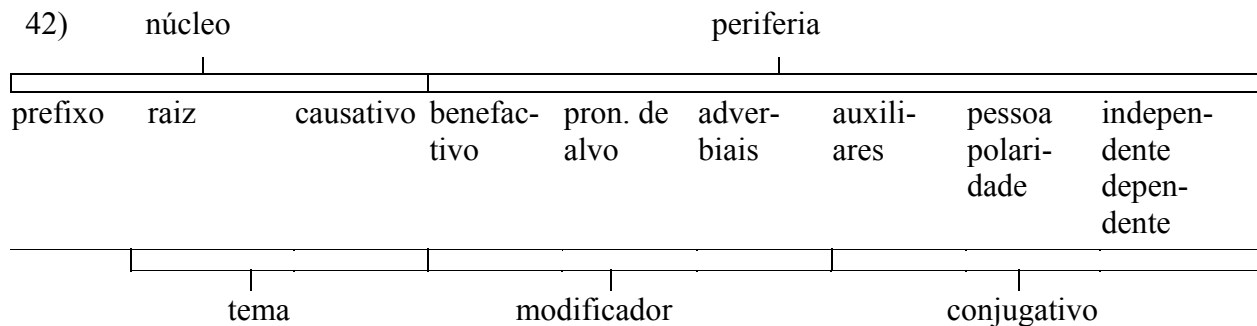 42) núcleo periferia
prefixo raiz causativo benefac- pron. de adver- auxili- pessoa indepen-
tivo alvo biais ares polari- dente
dade depen-
dente
tema modificador conjugativo